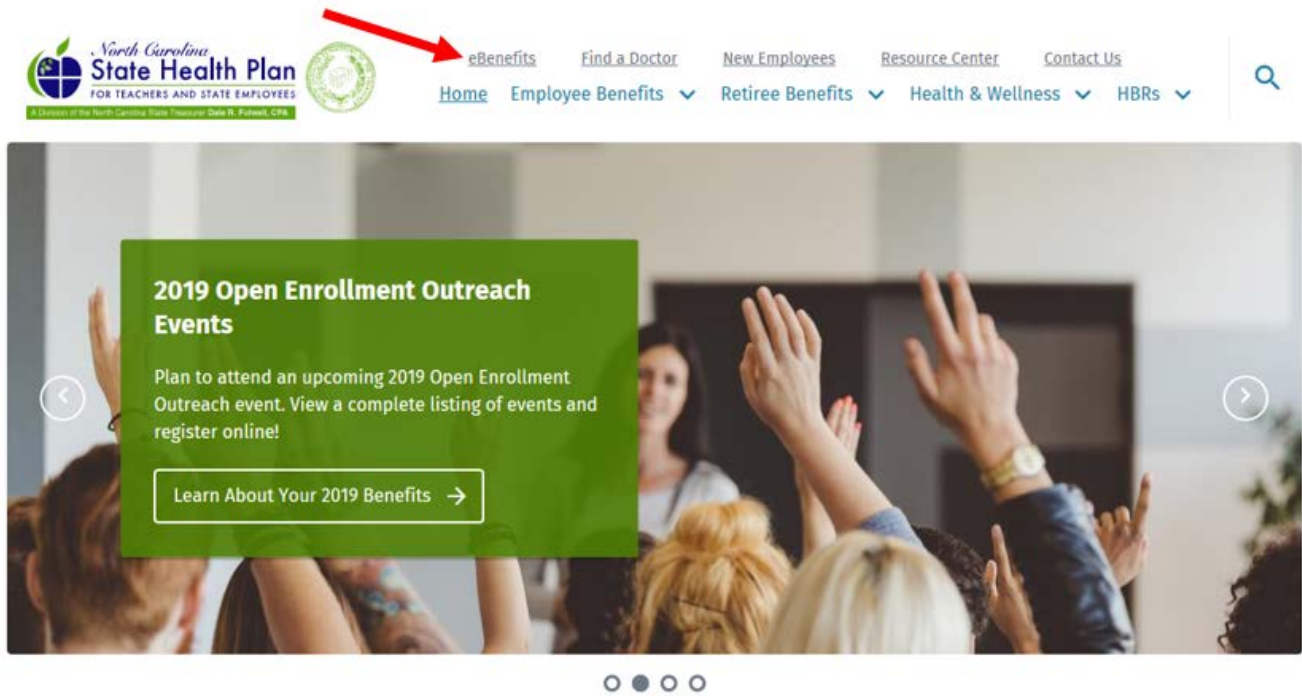 North Carolina
State Health Plan
FOR TEACHERS AND STATE EMPLOYEES
A Division of the North Carolina State Treasurer Dale R. Folwell, CPA
eBenefits Find a Doctor New Employees Resource Center Contact Us
Home Employee Benefits Retiree Benefits Health & Wellness HBRs
2019 Open Enrollment Outreach
Events
Plan to attend an upcoming 2019 Open Enrollment
Outreach event. View a complete listing of events and
register online!
Learn About Your 2019 Benefits →